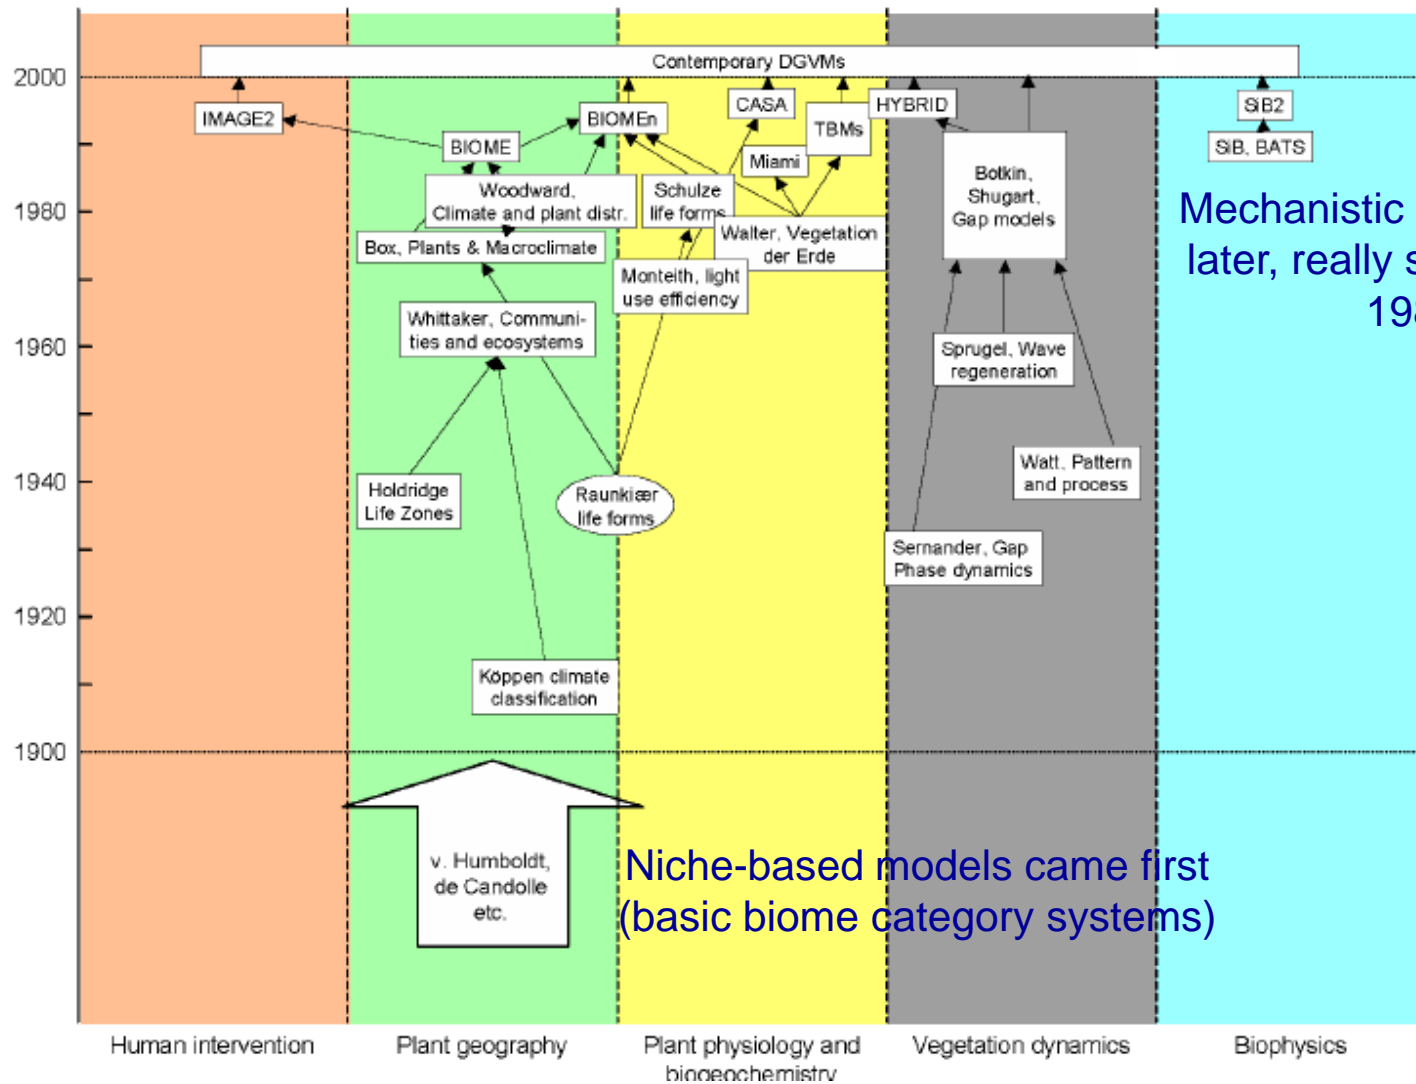 2000
1980
1960
1940
1920
1900
Contemporary DGVMs
IMAGE2
BIOMEn
CASA
HYBRID
SiB2
TBMs
BIOME
Miami
SiB, BATS
Woodward,
Climate and plant distr.
Schulze
life forms
Botkin,
Shugart,
Gap models
Box, Plants & Macroclimate
Walter, Vegetation
der Erde
Monteith, light
use efficiency
Mechanistic
later, really s
198
Whittaker, Communi-
ties and ecosystems
Sprugel, Wave
regeneration
Holdridge
Life Zones
Raunkiær
life forms
Watt, Pattern
and process
Sernander, Gap
Phase dynamics
Köppen climate
classification
v. Humboldt,
de Candolle
etc.
Niche-based models came first
(basic biome category systems)
Human intervention
Plant geography
Plant physiology and
biogeochemistry
Vegetation dynamics
Biophysics